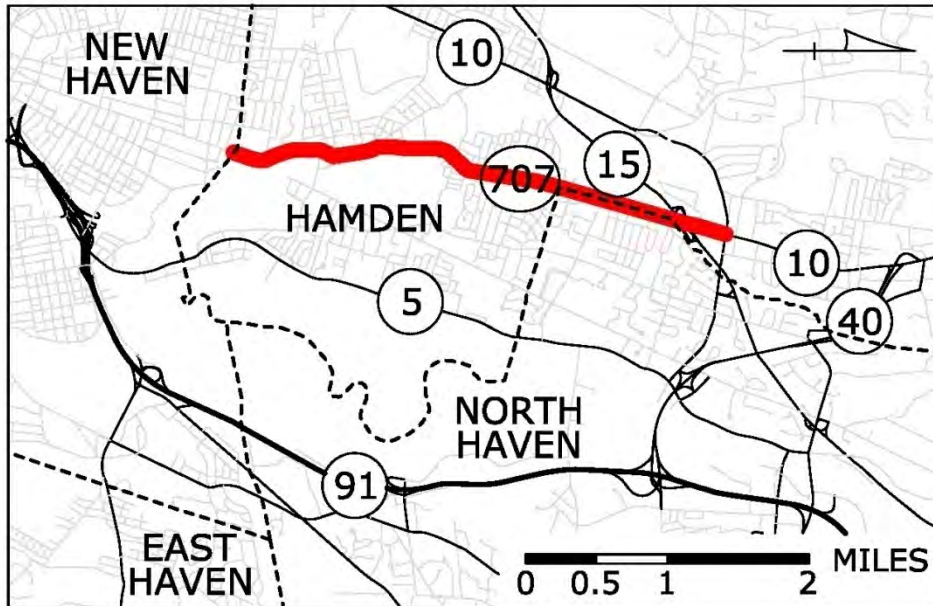 NEW
HAVEN
10
15
707
HAMDEN
10
5
40
NORTH
HAVEN
91
EAST
HAVEN
0 0.5 1 2
MILES